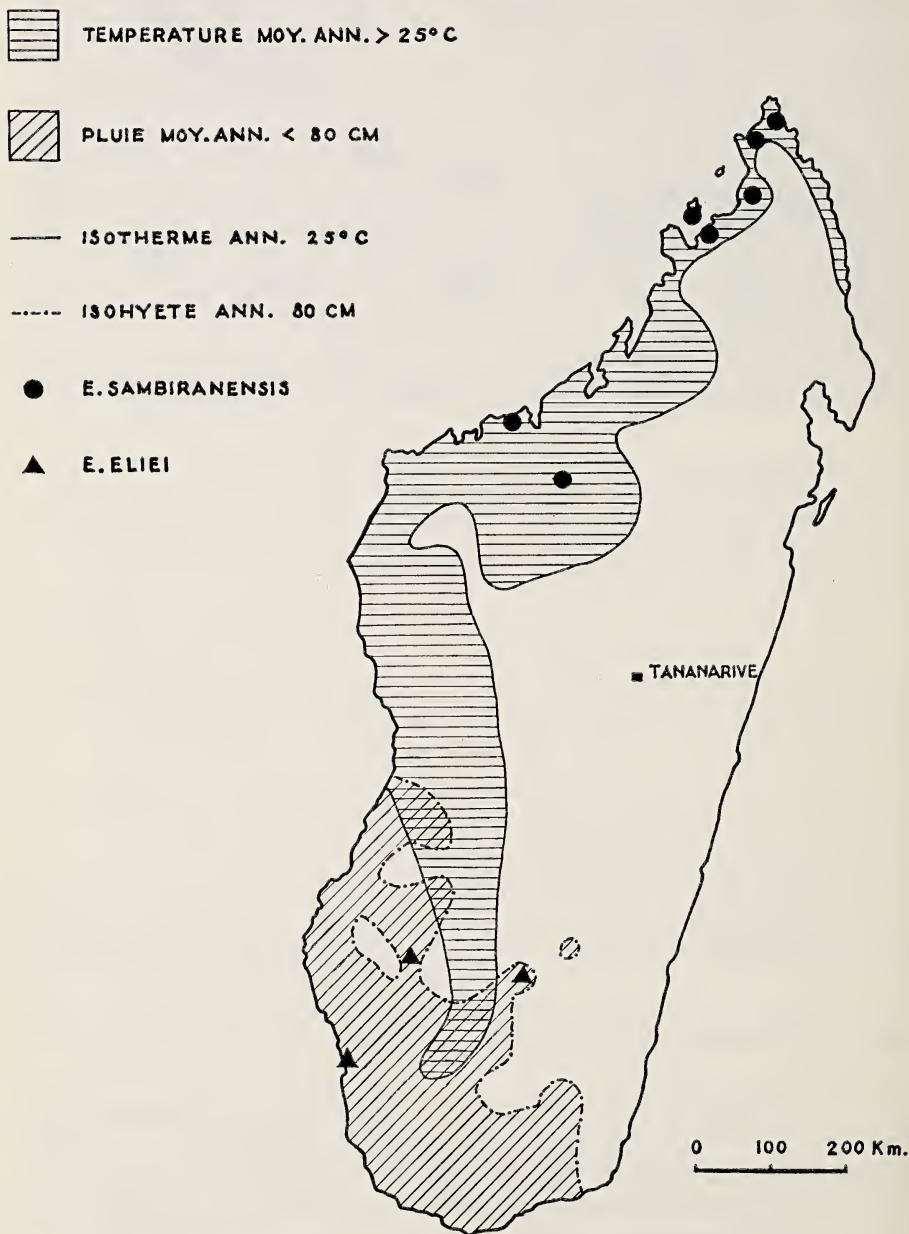 TEMPERATURE MOY. ANN. > 25°C
PLUIE MOY. ANN. < 80 CM
ISOTHERME ANN. 25°C
ISOHYETE ANN. 80 CM
E. SAMBIRANENSIS
E. ELIEI
TANANARIVE
0 100 200 Km.